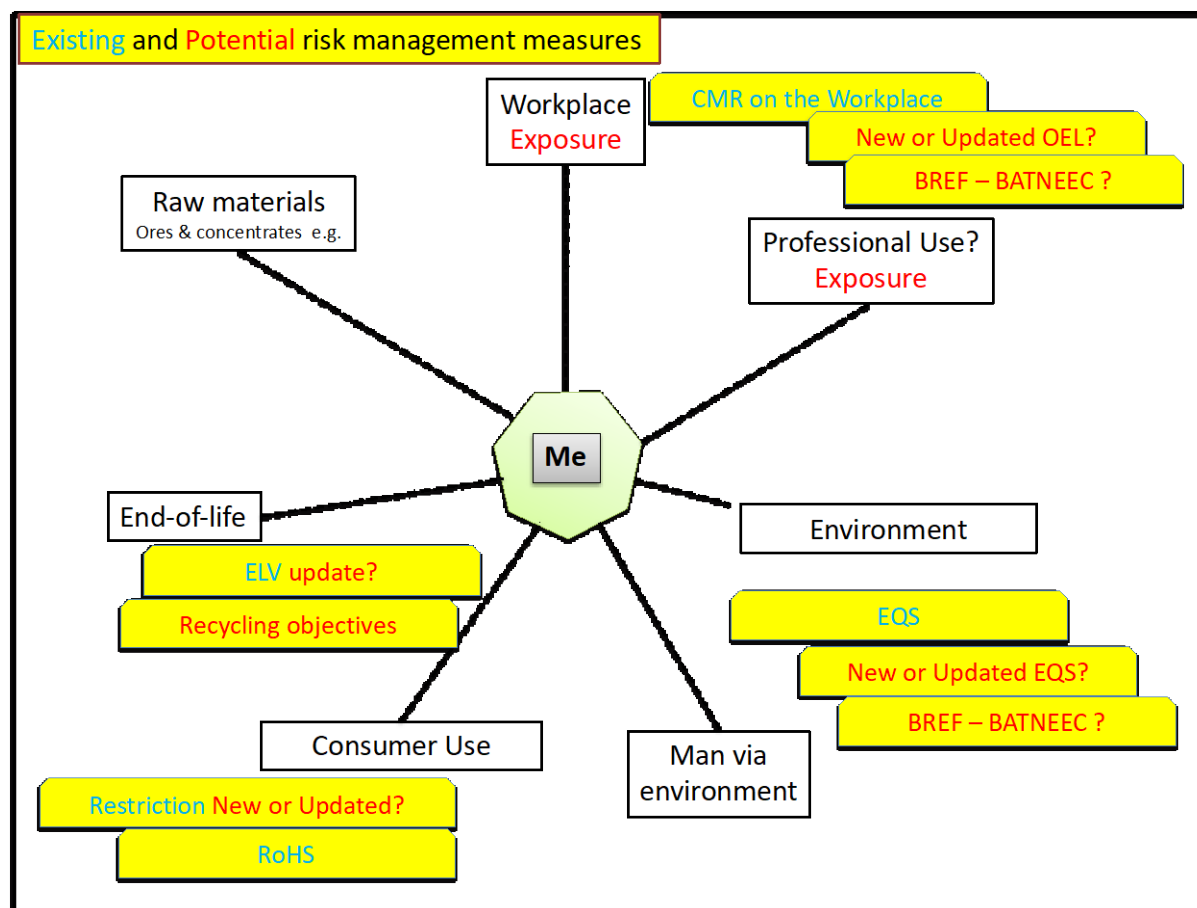 Existing and Potential risk management measures
Workplace
Exposure
CMR on the Workplace
New or Updated OEL?
BREF – BATNEEC ?
Raw materials
Ores & concentrates e.g.
Professional Use?
Exposure
Me
End-of-life
Environment
ELV update?
Recycling objectives
EQS
New or Updated EQS?
BREF – BATNEEC ?
Consumer Use
Man via
environment
Restriction New or Updated?
RoHS